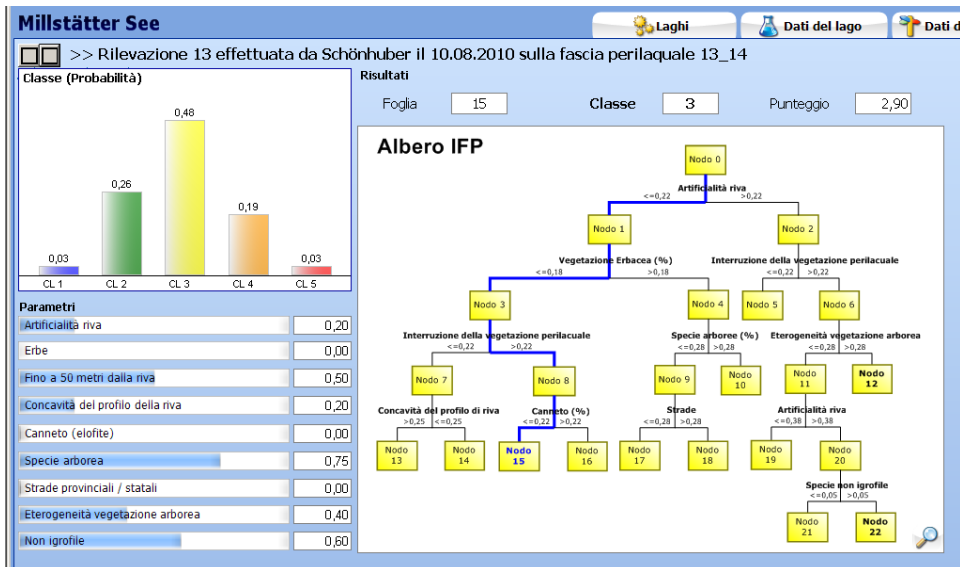 Millstätter See
Laghi
Dati del lago
Dati d
>> Rilevazione 13 effettuata da Schönhuber il 10.08.2010 sulla fascia perilaquale 13_14
Classe (Probabilità)
0,03
0,26
0,48
0,19
0,03
CL 1 CL 2 CL 3 CL 4 CL 5
Parametri
Artificialità riva 0,20
Erbe 0,00
Fino a 50 metri dalla riva 0,50
Concavità del profilo della riva 0,20
Canneto (elofite) 0,00
Specie arborea 0,75
Strade provinciali / statali 0,00
Eterogeneità vegetazione arborea 0,40
Non igrofile 0,60
Risultati
Foglia 15 Classe 3 Punteggio 2,90
Albero IFP
Nodo 0
Artificialità riva
<=0,22 >0,22
Nodo 1 Nodo 2
Vegetazione Erbacea (%) Interruzione della vegetazione perilacuale
<=0,18 >0,18 <=0,22 >0,22
Nodo 3 Nodo 4 Nodo 5 Nodo 6
Interruzione della vegetazione perilacuale Specie arboree (%) Eterogeneità vegetazione arborea
<=0,22 >0,22 <=0,28 >0,28 <=0,28 >0,28
Nodo 7 Nodo 8 Nodo 9 Nodo 10 Nodo 11 Nodo 12
Concavità del profilo di riva Canneto (%) Strade Artificialità riva
>0,25 <=0,25 <=0,22 >0,22 <=0,28 >0,28 <=0,38 >0,38
Nodo 13 Nodo 14 Nodo 15 Nodo 16 Nodo 17 Nodo 18 Nodo 19 Nodo 20
Specie non igrofile
<=0,05 >0,05
Nodo 21 Nodo 22